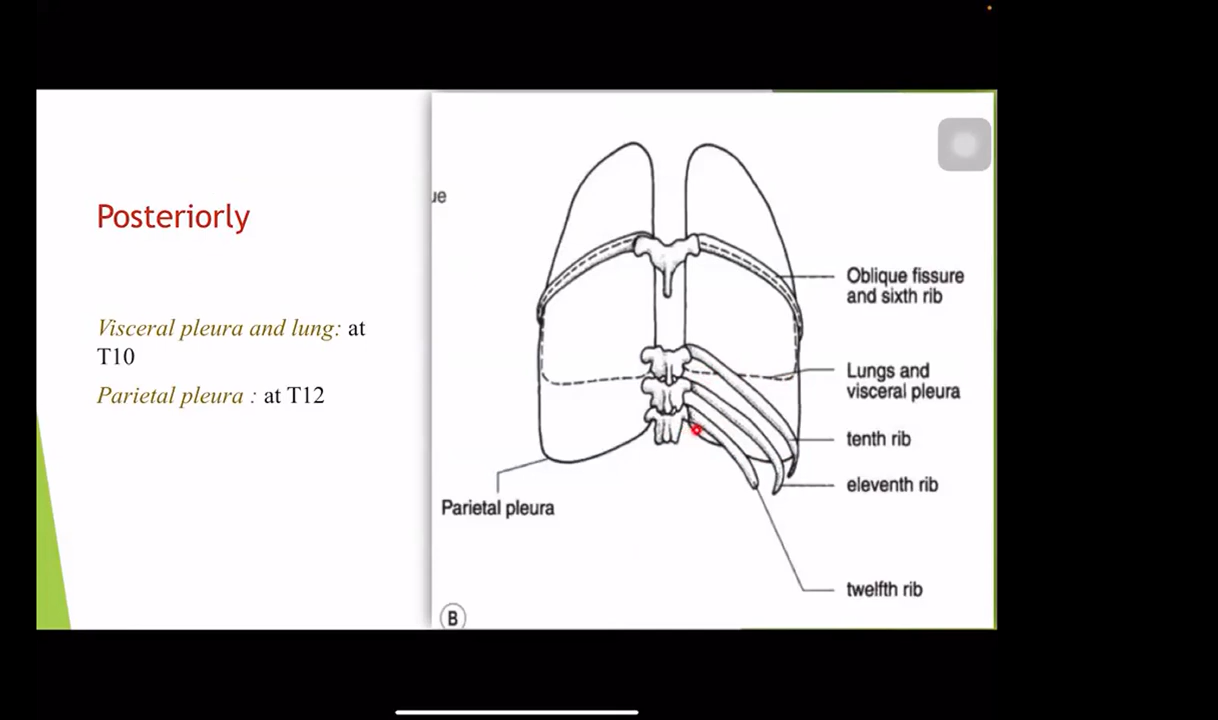 Posteriorly
Visceral pleura and lung: at
T10
Parietal pleura : at T12
ue
Oblique fissure
and sixth rib
Lungs and
visceral pleura
tenth rib
eleventh rib
Parietal pleura
twelfth rib
B